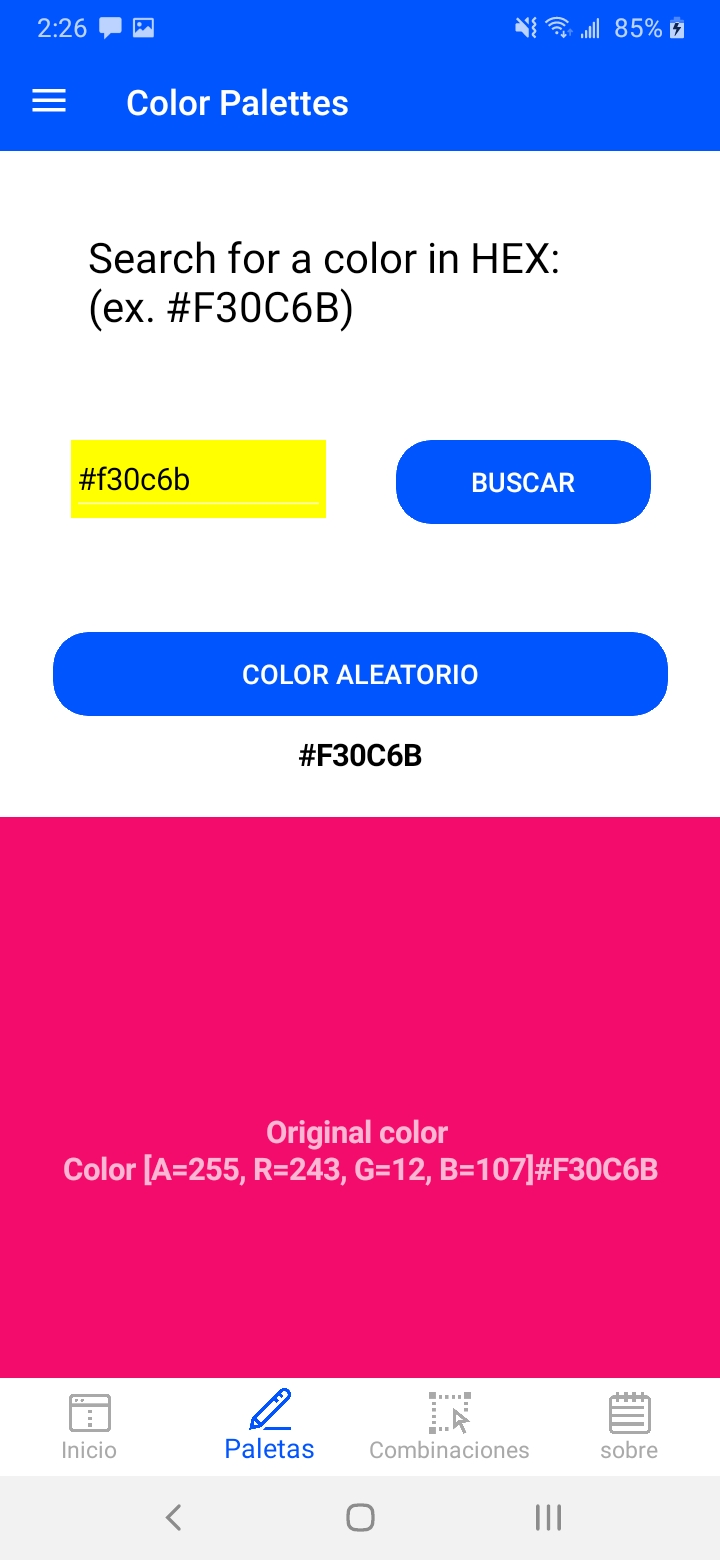 2:26
85%
Color Palettes
Search for a color in HEX:
(ex. #F30C6B)
#f30c6b
BUSCAR
COLOR ALEATORIO
#F30C6B
Original color
Color [A=255, R=243, G=12, B=107]#F30C6B
Inicio
Paletas
Combinaciones
sobre